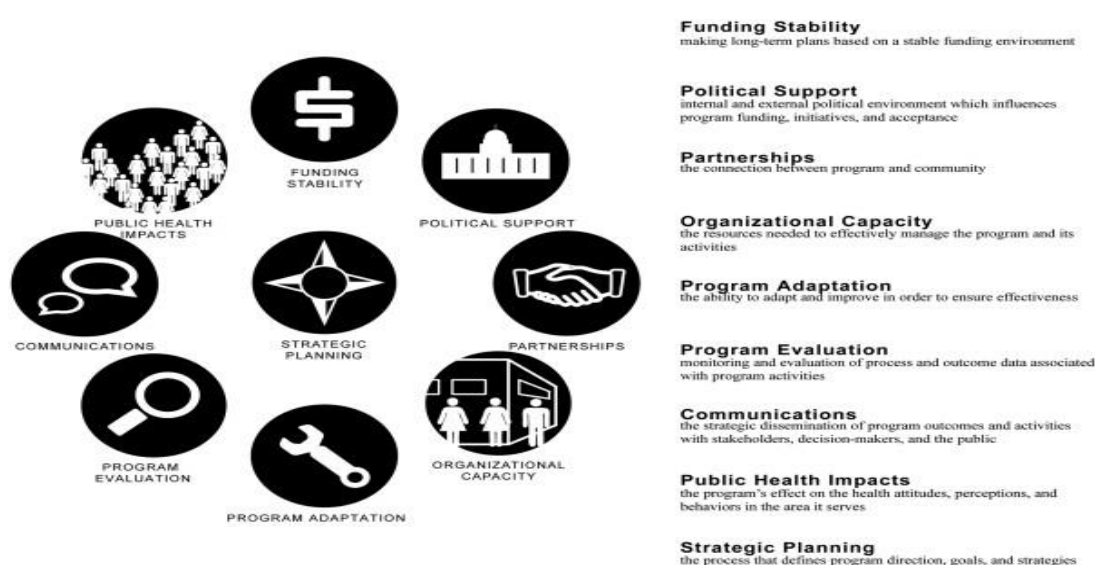 FUNDING
STABILITY
POLITICAL SUPPORT
PUBLIC HEALTH
IMPACTS
COMMUNICATIONS
STRATEGIC
PLANNING
PARTNERSHIPS
PROGRAM
EVALUATION
ORGANIZATIONAL
CAPACITY
PROGRAM ADAPTATION
Funding Stability
making long-term plans based on a stable funding environment
Political Support
internal and external political environment which influences
program funding, initiatives, and acceptance
Partnerships
the connection between program and community
Organizational Capacity
the resources needed to effectively manage the program and its
activities
Program Adaptation
the ability to adapt and improve in order to ensure effectiveness
Program Evaluation
monitoring and evaluation of process and outcome data associated
with program activities
Communications
the strategic dissemination of program outcomes and activities
with stakeholders, decision-makers, and the public
Public Health Impacts
the program's effect on the health attitudes, perceptions, and
behaviors in the area it serves
Strategic Planning
the process that defines program direction, goals, and strategies